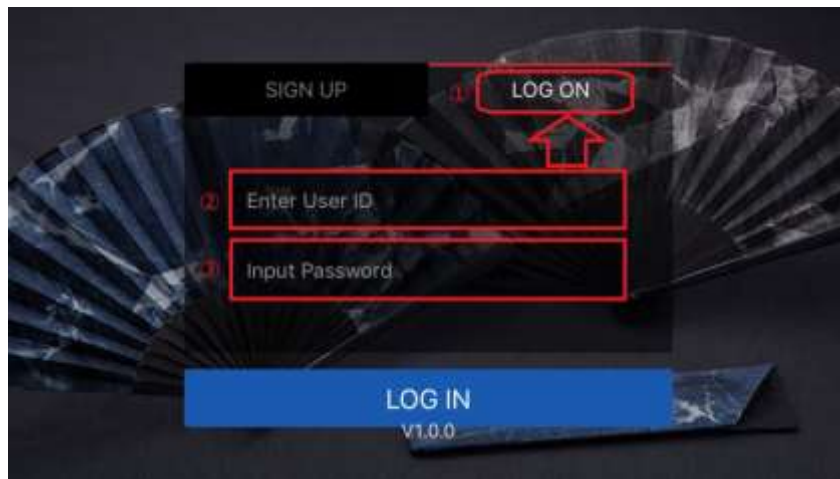 SIGN UP
① LOG ON
② Enter User ID
③ Input Password
LOG IN
V1.0.0